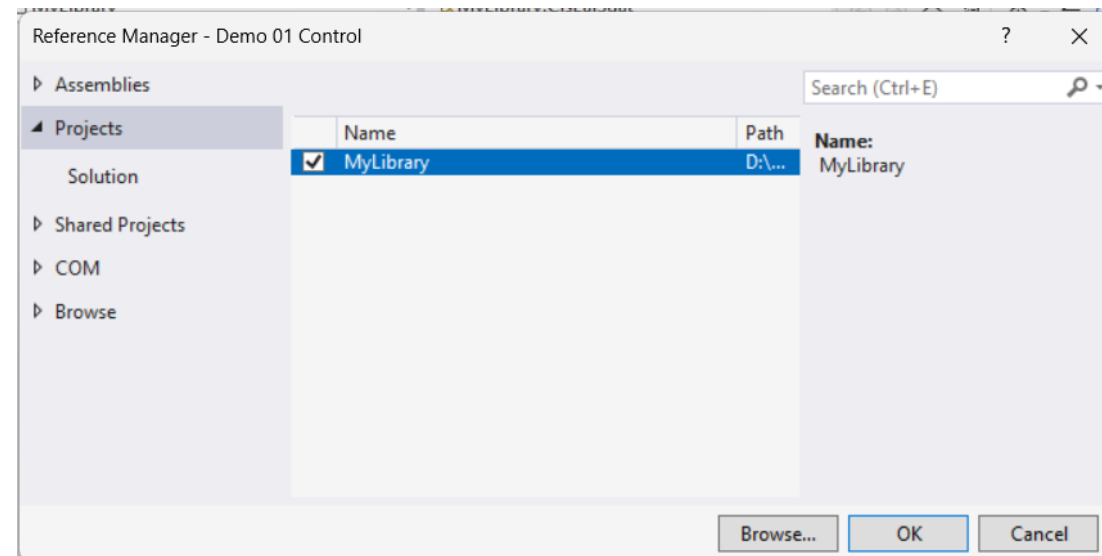 Reference Manager - Demo 01 Control
?
Assemblies
Search (Ctrl+E)
Projects
Name Path
Name:
MyLibrary D:\...
MyLibrary
Solution
Shared Projects
COM
Browse
Browse... OK Cancel